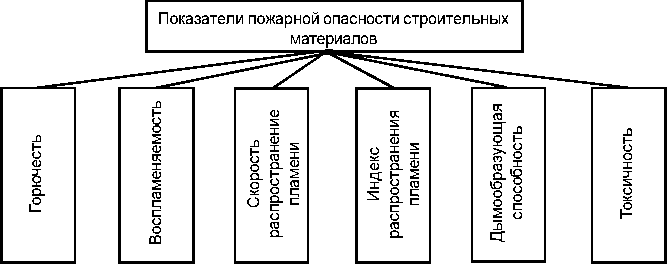 Показатели пожарной опасности строительных
материалов
Горючесть
Воспламеняемость
Скорость
распространение
пламени
Индекс
распространения
пламени
Дымообразующая
способность
Токсичность